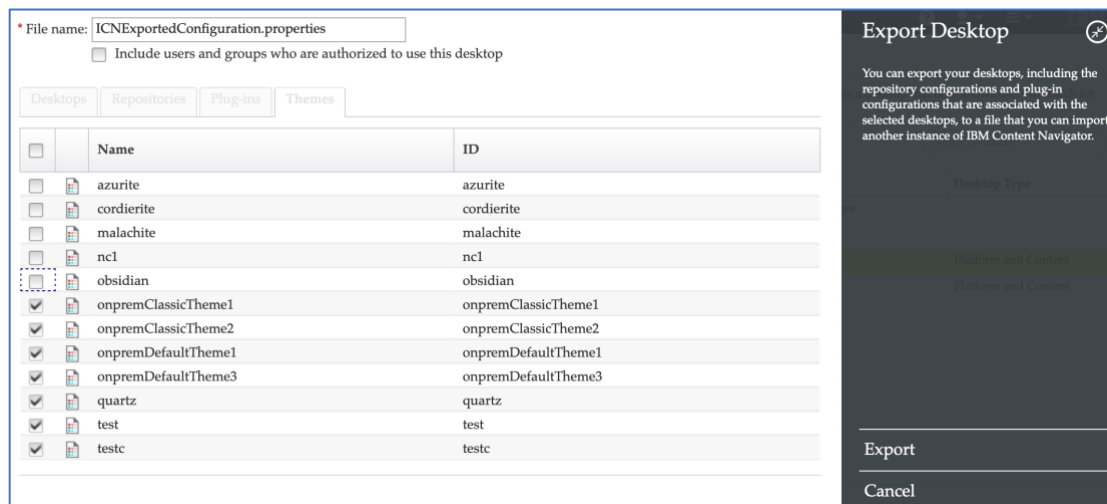 * File name: ICNExportedConfiguration.properties
Include users and groups who are authorized to use this desktop
Desktops Repositories Plug-ins Themes
Name ID
azurite azurite
cordierite cordierite
malachite malachite
nc1 nc1
obsidian obsidian
onpremClassicTheme1 onpremClassicTheme1
onpremClassicTheme2 onpremClassicTheme2
onpremDefaultTheme1 onpremDefaultTheme1
onpremDefaultTheme3 onpremDefaultTheme3
quartz quartz
test test
testc testc
Export Desktop
You can export your desktops, including the
repository configurations and plug-in
configurations that are associated with the
selected desktops, to a file that you can import
another instance of IBM Content Navigator.
Desktop Type
Platform and Content
Platform and Content
Export
Cancel